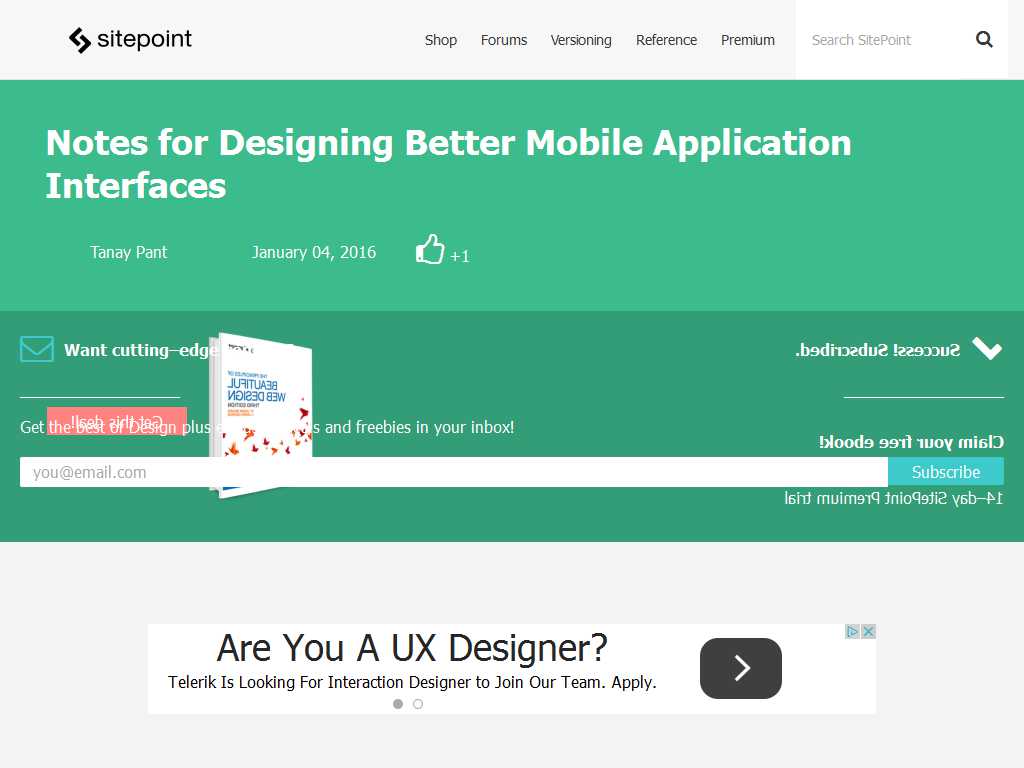 sitepoint
Shop Forums Versioning Reference Premium Search SitePoint
Notes for Designing Better Mobile Application
Interfaces
Tanay Pant January 04, 2016 +1
Want cutting-edge
Success! Subscribed.
THE PRINCIPLES OF
BEAUTIFUL
WEB DESIGN
THIRD EDITION
Get this deal!
Get the best of Design plus and freebies in your inbox!
Claim your free ebook!
you@email.com Subscribe
14-day SitePoint Premium trial
Are You A UX Designer?
Telerik Is Looking For Interaction Designer to Join Our Team. Apply.